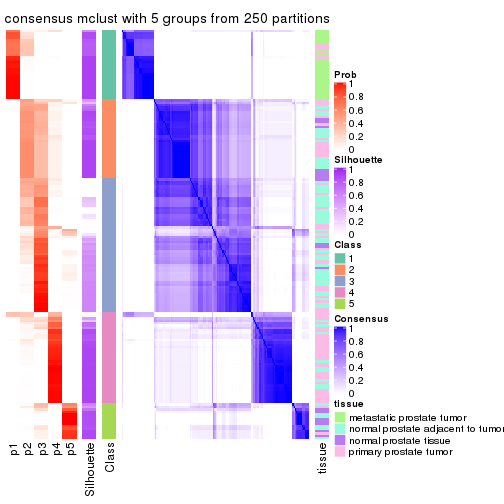 consensus mclust with 5 groups from 250 partitions
Prob
1
0.8
0.6
0.4
0.2
0
Silhouette
1
0.8
0.6
0.4
0.2
0
Class
1
2
3
4
5
Consensus
1
0.8
0.6
0.4
0.2
0
tissue
metastatic prostate tumor
normal prostate adjacent to tumor
normal prostate tissue
primary prostate tumor
p1
p2
p3
p4
p5
Silhouette
Class
tissue